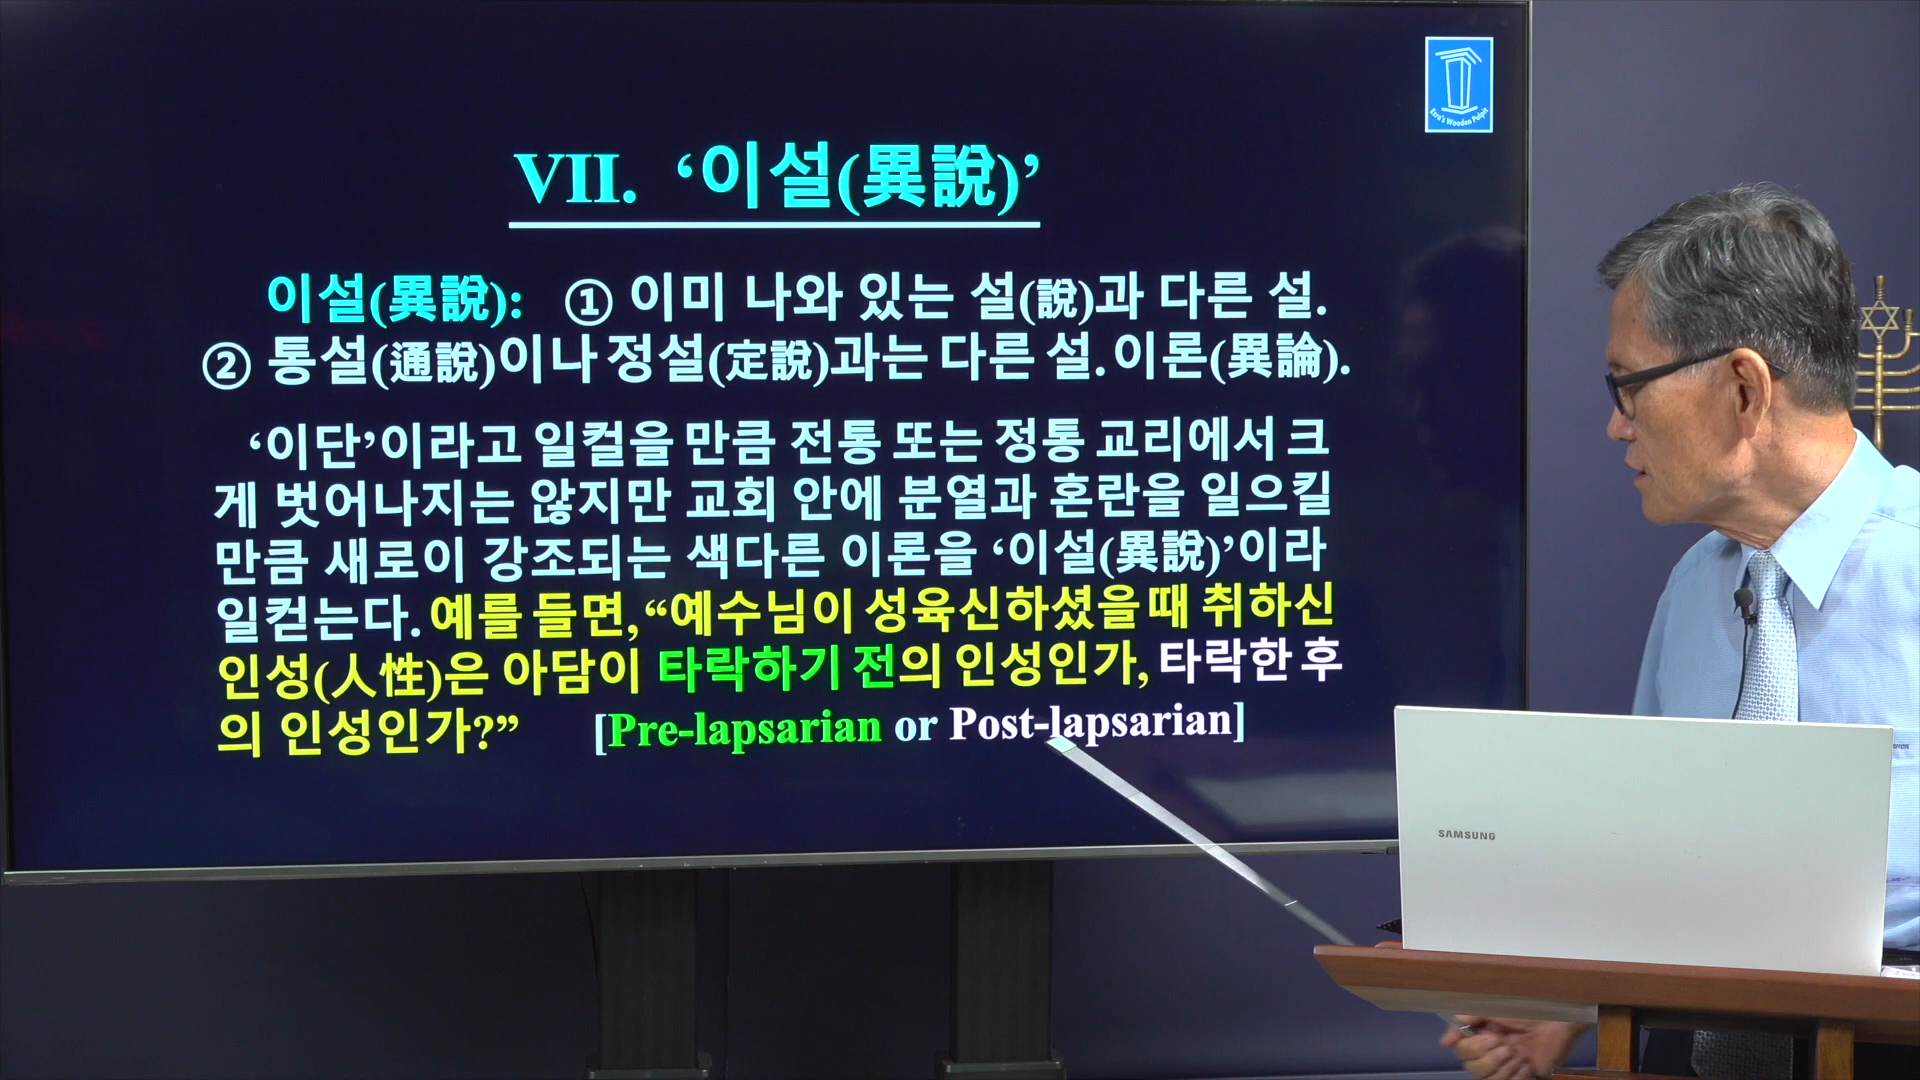 Ezra's Wooden Pulpit
VII. ‘이설(異說)’
이설(異說): ① 이미 나와 있는 설(說)과 다른 설.
② 통설(通說)이나 정설(定說)과는 다른 설. 이론(異論).
‘이단’이라고 일컬을 만큼 전통 또는 정통 교리에서 크
게 벗어나지는 않지만 교회 안에 분열과 혼란을 일으킬
만큼 새로이 강조되는 색다른 이론을 ‘이설(異說)’이라
일컫는다. 예를 들면, “예수님이 성육신하셨을 때 취하신
인성(人性)은 아담이 타락하기 전의 인성인가, 타락한 후
의 인성인가?” [Pre-lapsarian or Post-lapsarian]
SAMSUNG